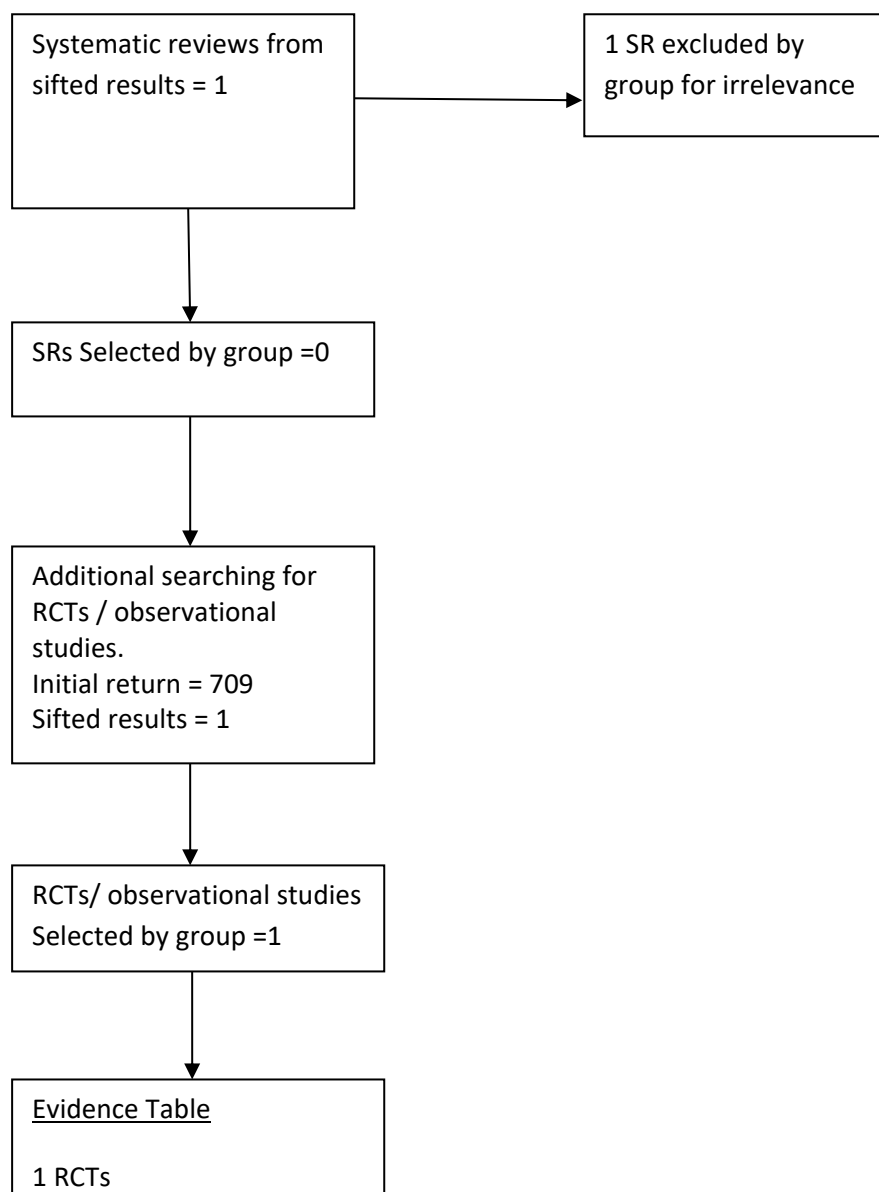 Systematic reviews from
sifted results = 1
1 SR excluded by
group for irrelevance
SRs Selected by group =0
Additional searching for
RCTs / observational
studies.
Initial return = 709
Sifted results = 1
RCTs/ observational studies
Selected by group =1
Evidence Table
1 RCTs